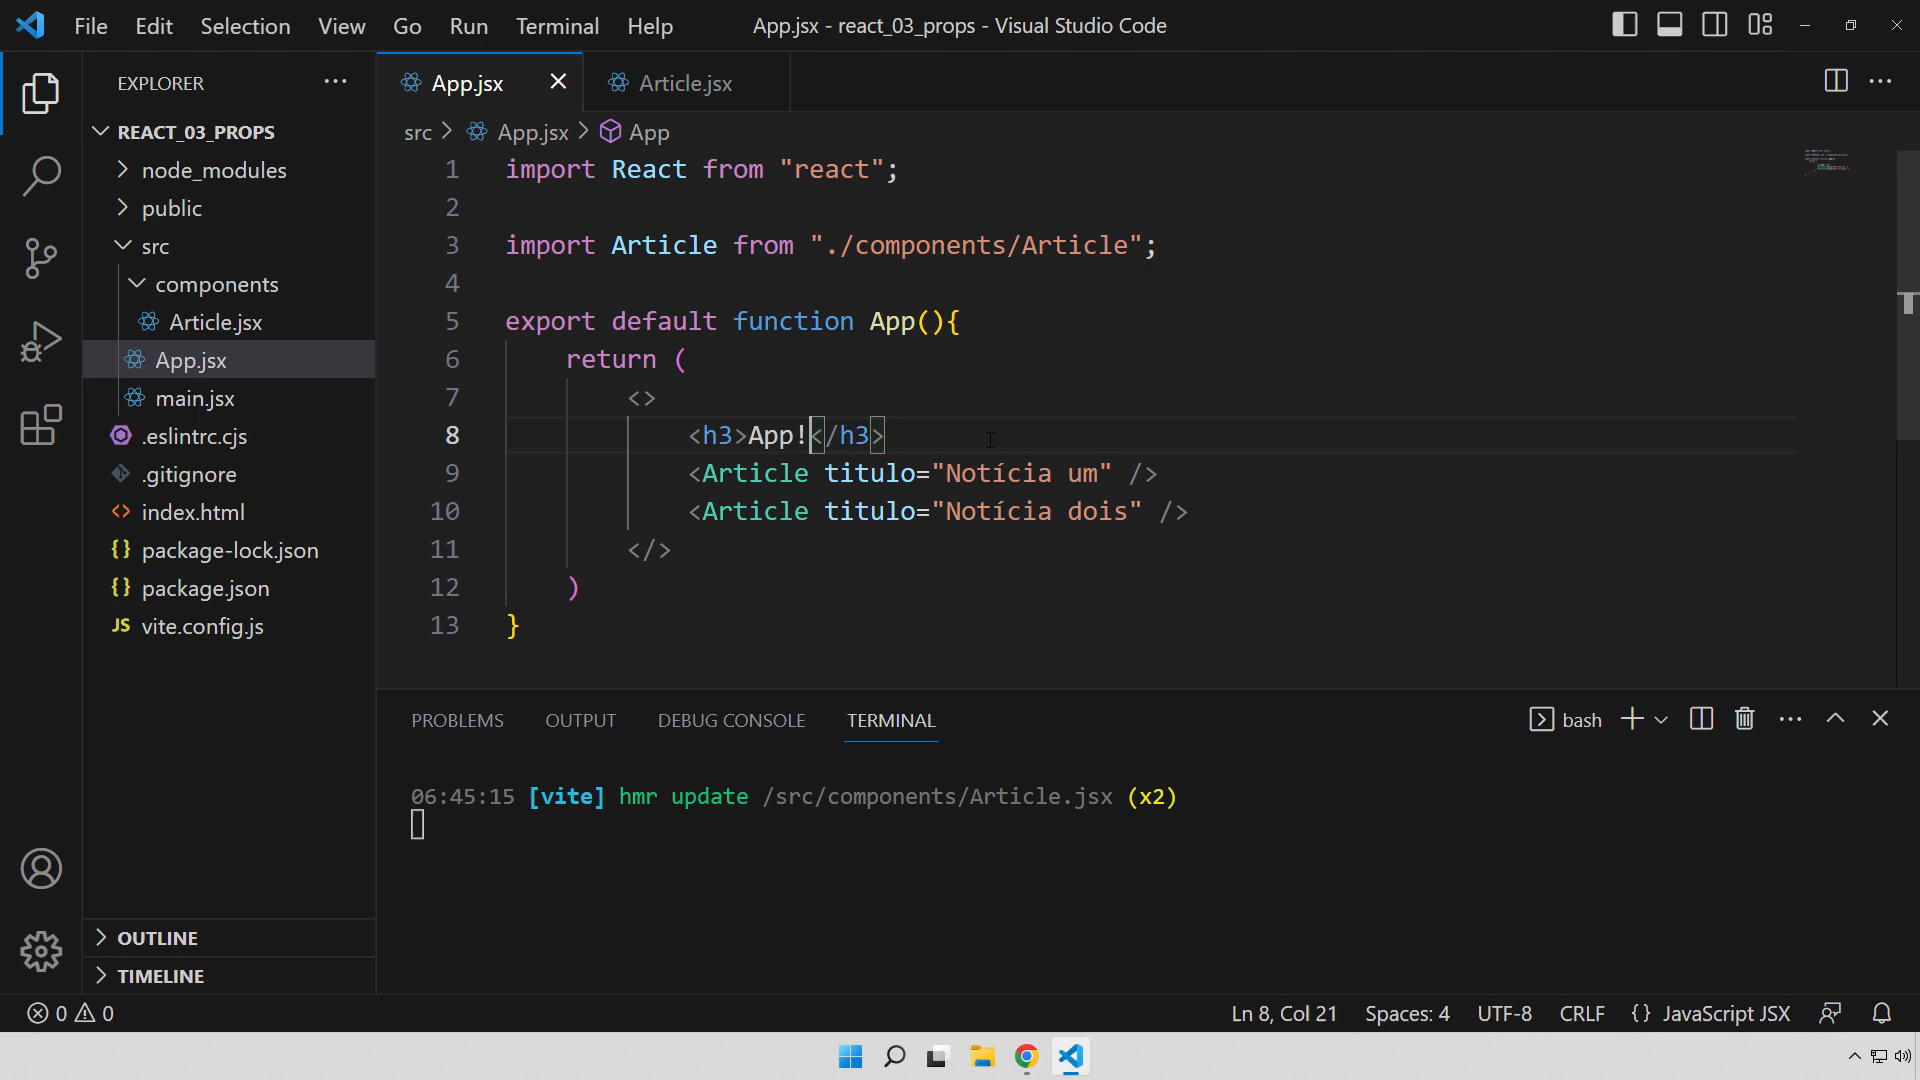 File Edit Selection View Go Run Terminal Help
App.jsx - react_03_props - Visual Studio Code
EXPLORER
REACT_03_PROPS
node_modules
public
src
components
Article.jsx
App.jsx
main.jsx
.eslintrc.cjs
.gitignore
index.html
package-lock.json
package.json
JS vite.config.js
OUTLINE
TIMELINE
App.jsx
Article.jsx
src > App.jsx > App
1 import React from "react";
2
3 import Article from "./components/Article";
4
5 export default function App(){
6 return (
7 <>
8 <h3>App!</h3>
9 <Article titulo="Notícia um" />
10 <Article titulo="Notícia dois" />
11 </>
12 )
13 }
PROBLEMS OUTPUT DEBUG CONSOLE TERMINAL
bash
06:45:15 [vite] hmr update /src/components/Article.jsx (x2)
0 0
Ln 8, Col 21 Spaces: 4 UTF-8 CRLF {} JavaScript JSX